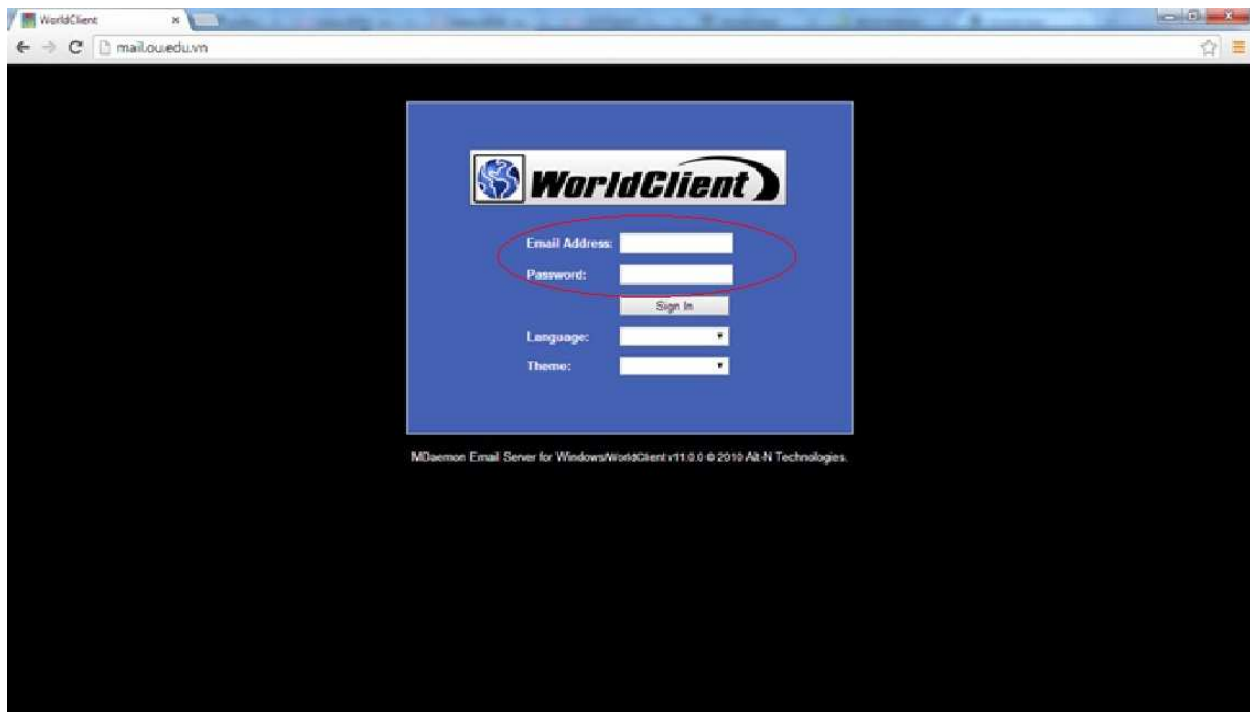 WorldClient
mail.ou.edu.vn
WorldClient
Email Address:
Password:
Sign In
Language:
Theme:
MDaemon Email Server for Windows/WorldClient v11.0.0 © 2010 Alt-N Technologies.